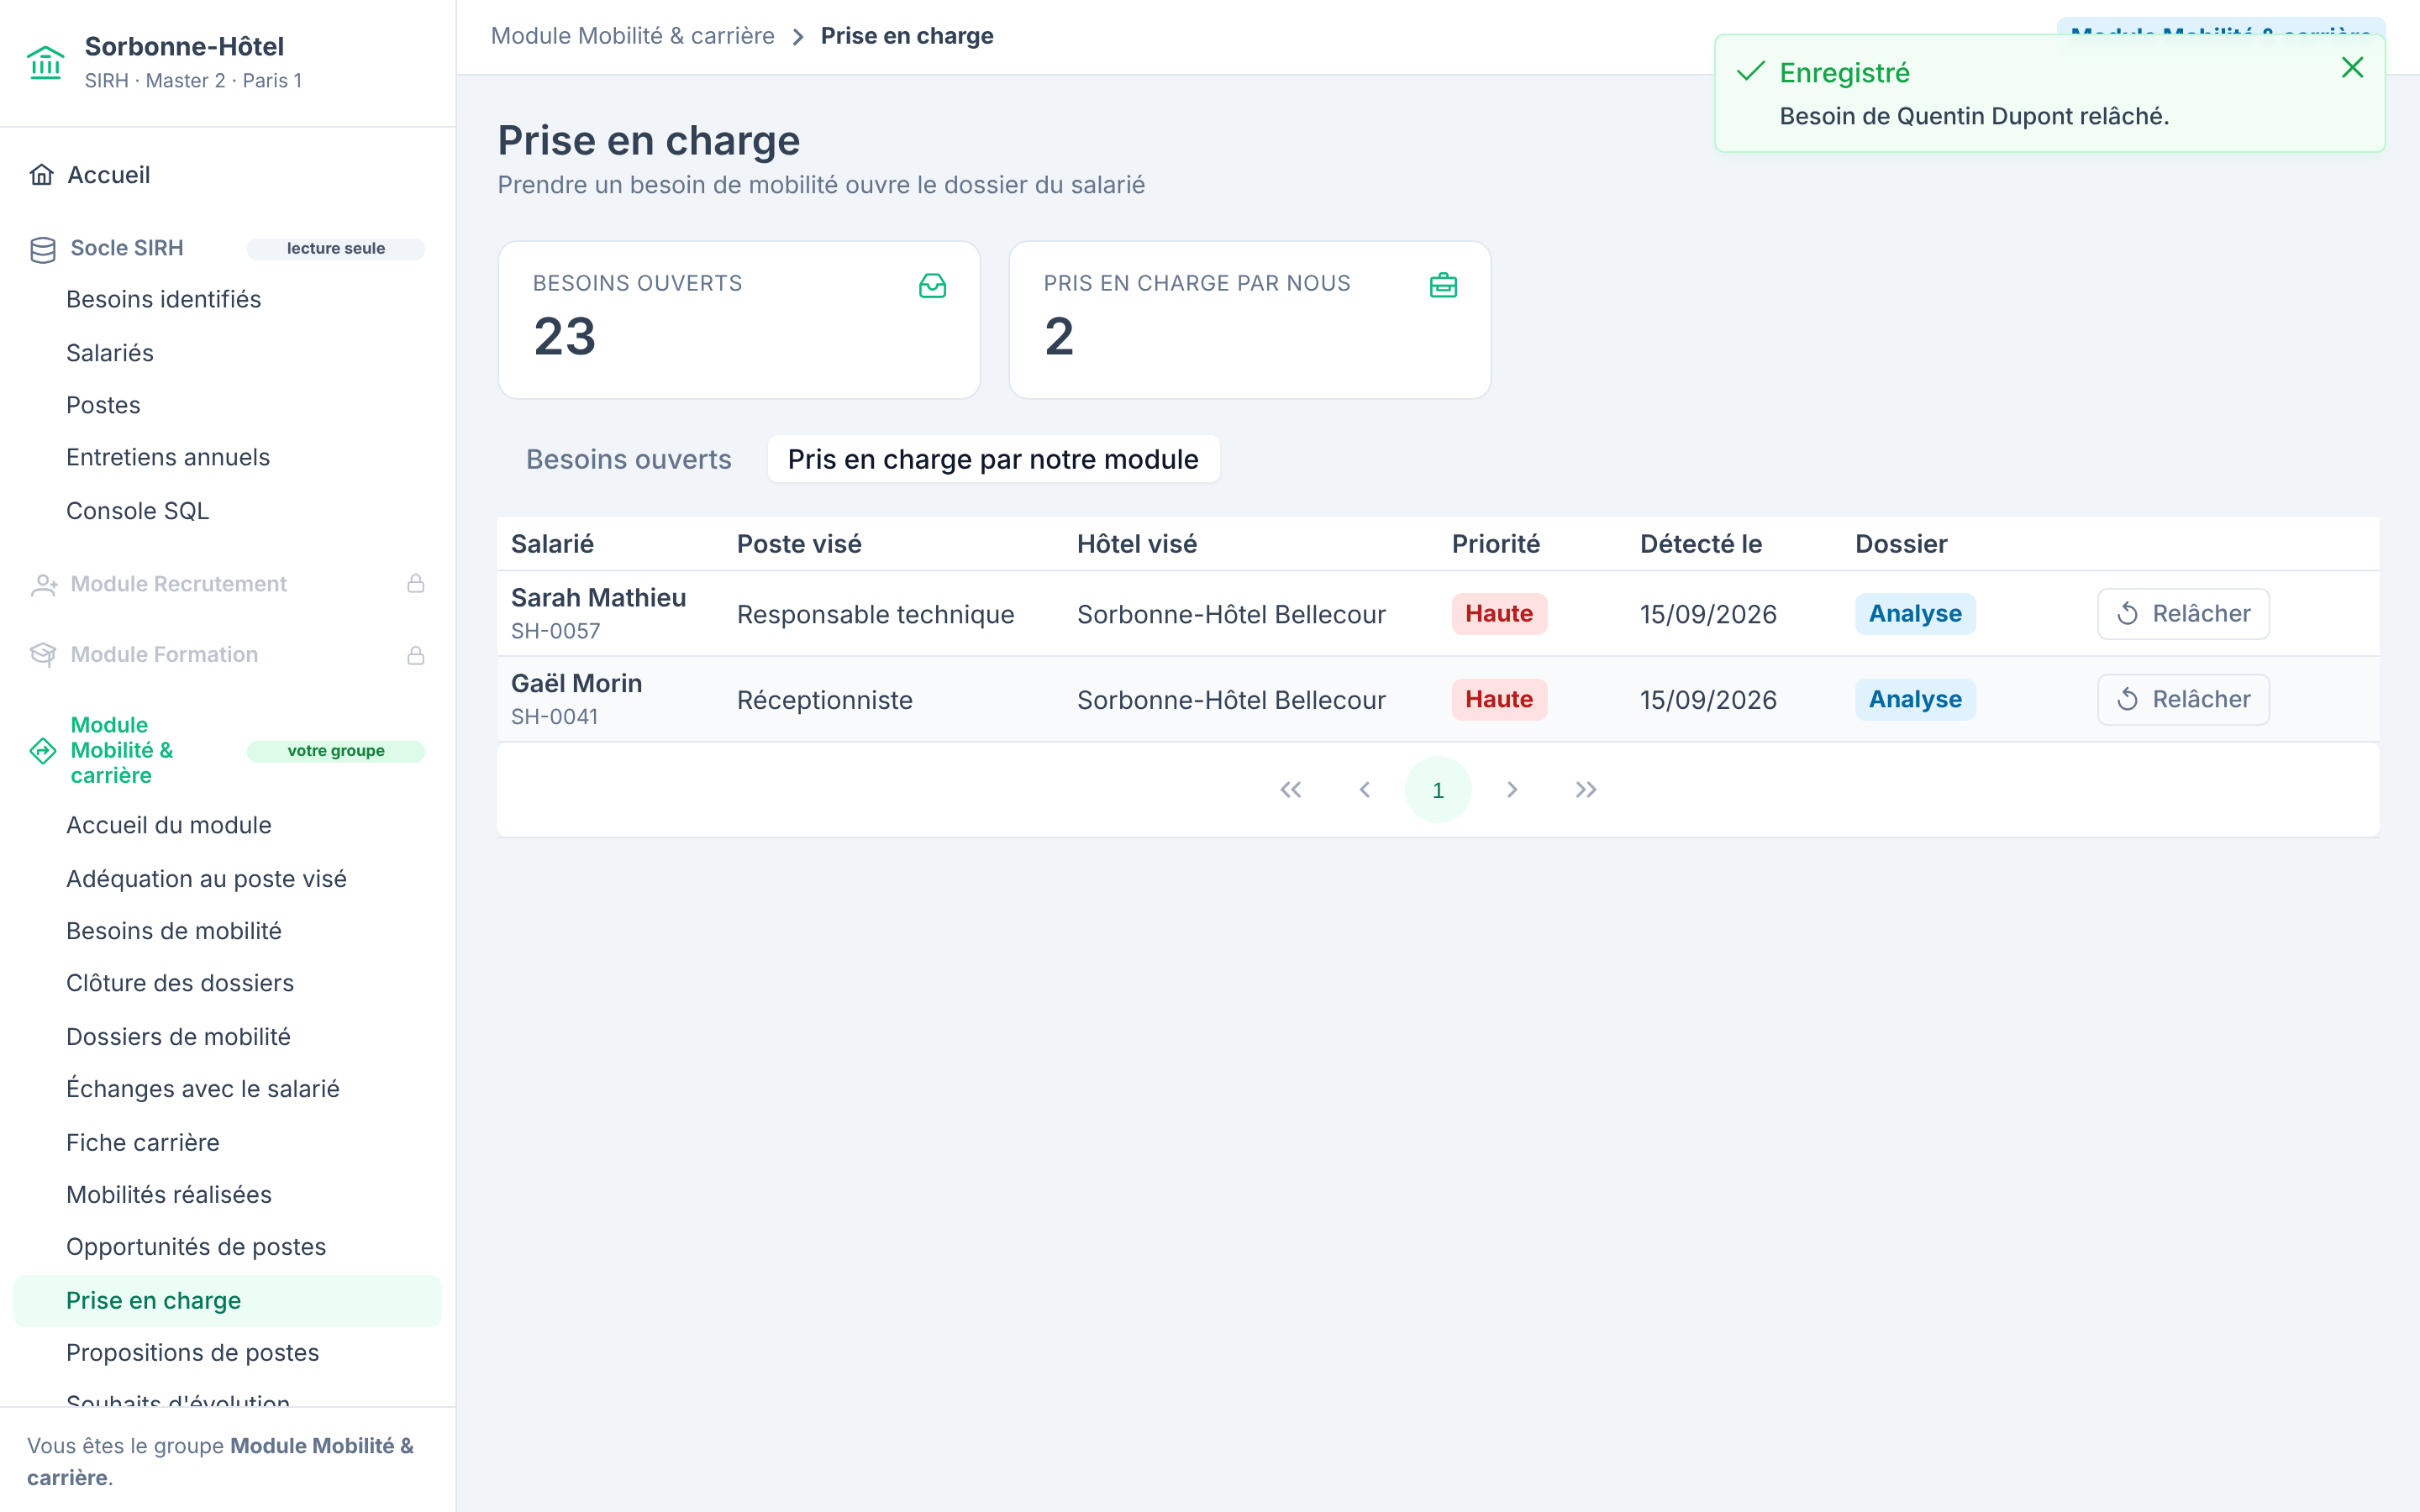 Sorbonne-Hôtel
SIRH · Master 2 · Paris 1
Accueil
Socle SIRH
lecture seule
Besoins identifiés
Salariés
Postes
Entretiens annuels
Console SQL
Module Recrutement
Module Formation
Module
Mobilité &
carrière
votre groupe
Accueil du module
Adéquation au poste visé
Besoins de mobilité
Clôture des dossiers
Dossiers de mobilité
Échanges avec le salarié
Fiche carrière
Mobilités réalisées
Opportunités de postes
Prise en charge
Propositions de postes
Souhaits d'évolution
Vous êtes le groupe Module Mobilité &
carrière.
Module Mobilité & carrière > Prise en charge
Module Mobilité & carrière
Enregistré
Besoin de Quentin Dupont relâché.
Prise en charge
Prendre un besoin de mobilité ouvre le dossier du salarié
BESOINS OUVERTS
23
PRIS EN CHARGE PAR NOUS
2
Besoins ouverts
Pris en charge par notre module
Salarié Poste visé Hôtel visé Priorité Détecté le Dossier
Sarah Mathieu
SH-0057
Responsable technique Sorbonne-Hôtel Bellecour Haute 15/09/2026 Analyse Relâcher
Gaël Morin
SH-0041
Réceptionniste Sorbonne-Hôtel Bellecour Haute 15/09/2026 Analyse Relâcher
1